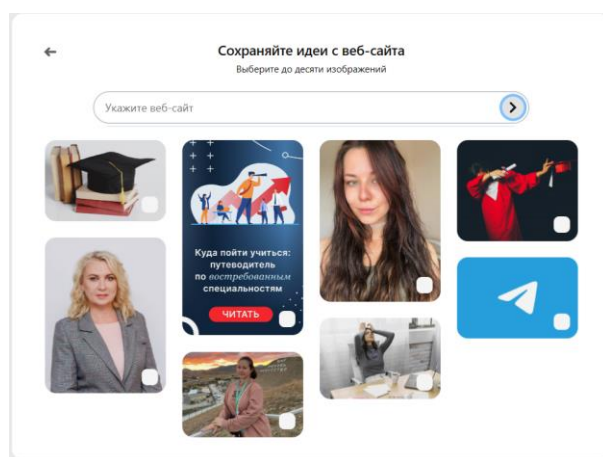 Сохраняйте идеи с веб-сайта
Выберите до десяти изображений
Укажите веб-сайт
Куда пойти учиться:
путеводитель
по востребованным
специальностям
ЧИТАТЬ